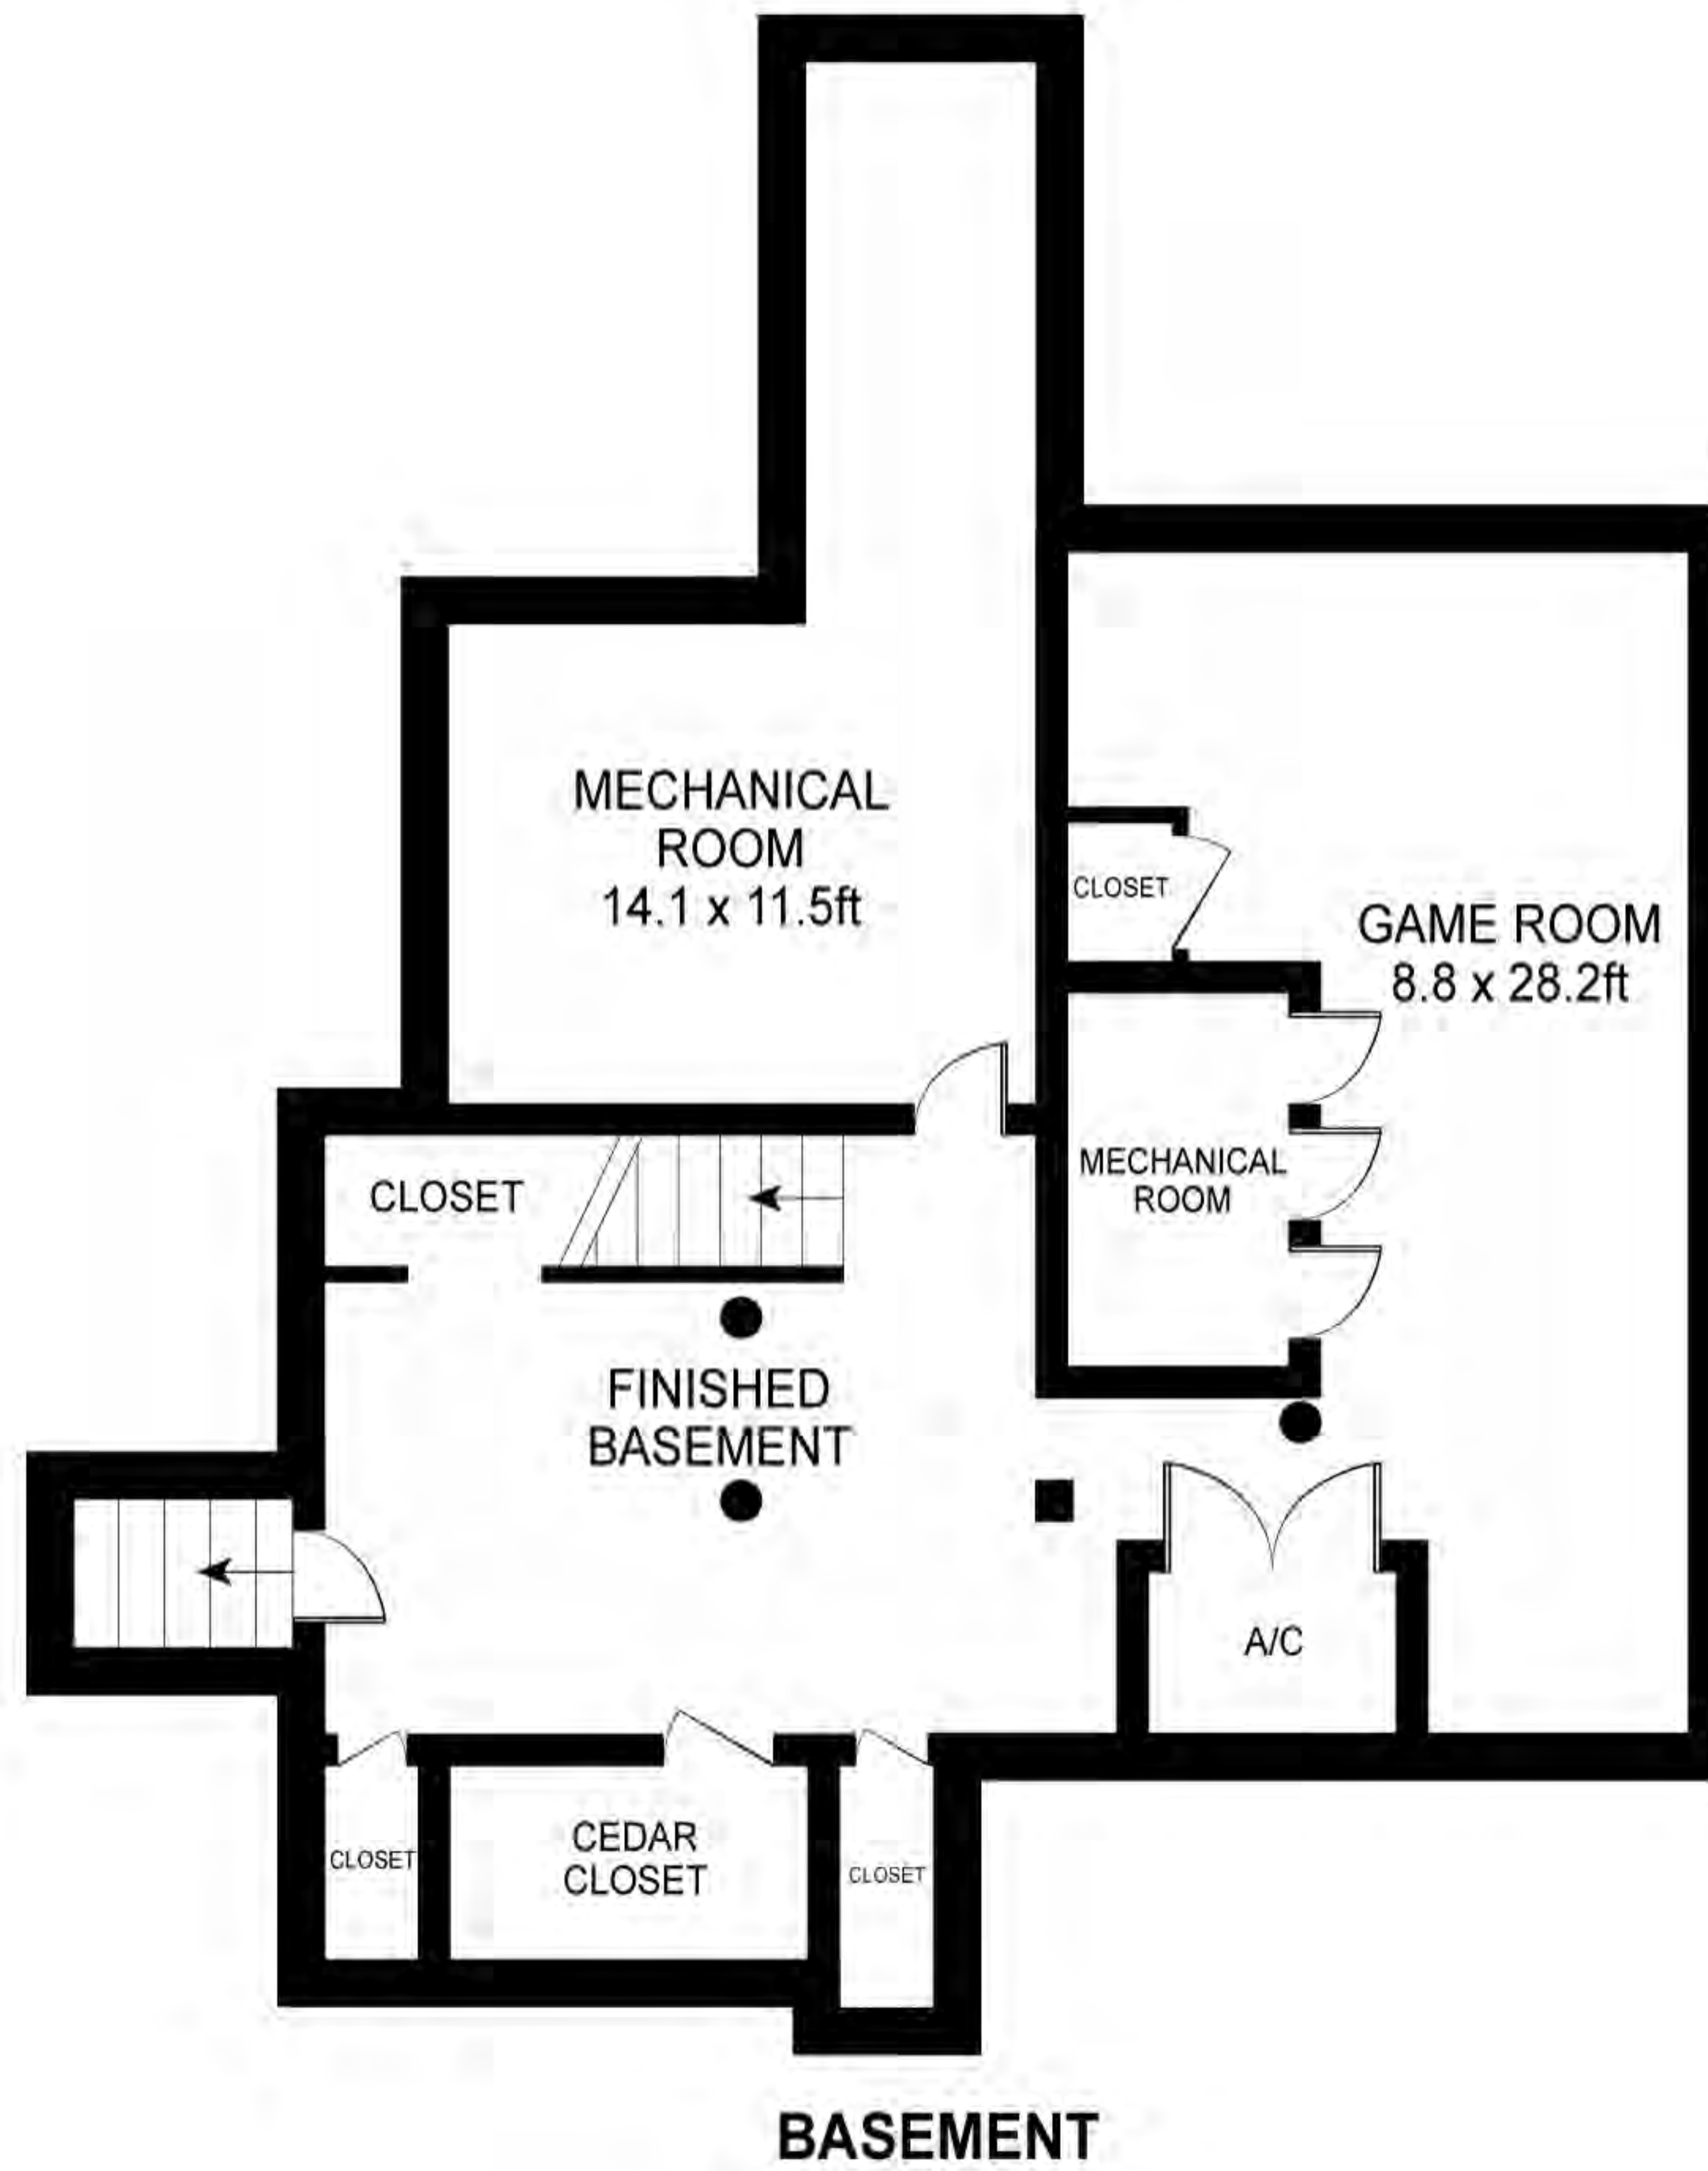 MECHANICAL
ROOM
14.1 x 11.5ft
CLOSET
GAME ROOM
8.8 x 28.2ft
MECHANICAL
ROOM
CLOSET
FINISHED
BASEMENT
A/C
CLOSET
CEDAR
CLOSET
CLOSET
BASEMENT